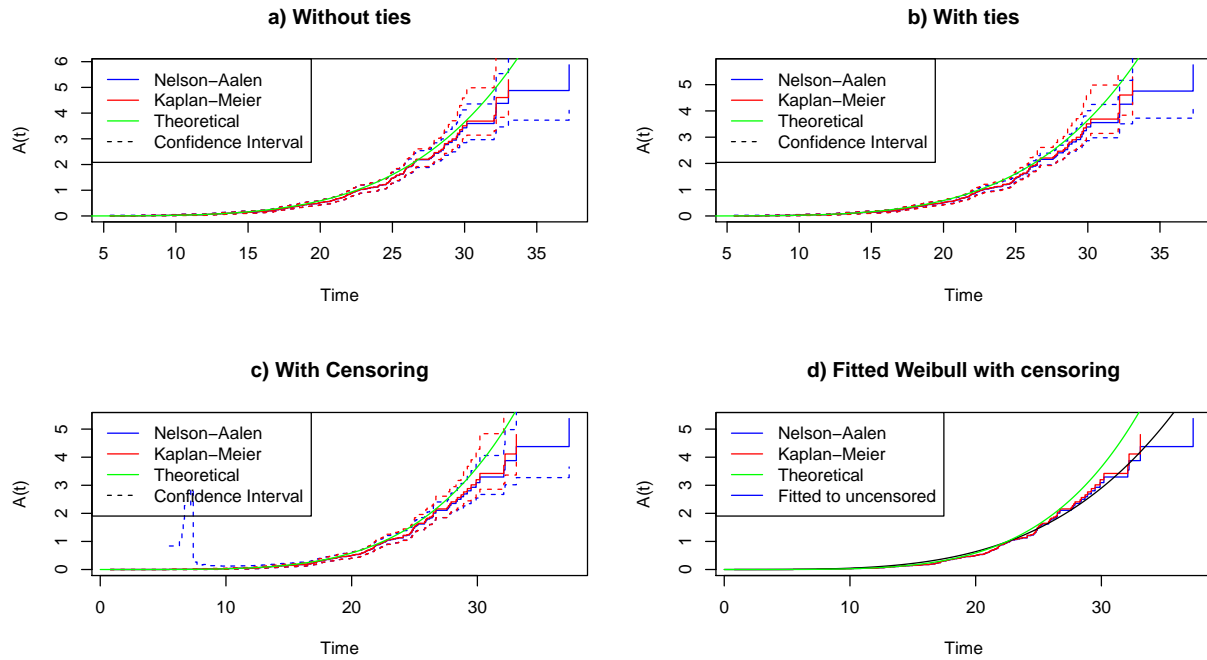 a) Without ties
A(t)
0 1 2 3 4 5 6
Nelson−Aalen
Kaplan−Meier
Theoretical
Confidence Interval
5 10 15 20 25 30 35
Time
b) With ties
A(t)
0 1 2 3 4 5
Nelson−Aalen
Kaplan−Meier
Theoretical
Confidence Interval
5 10 15 20 25 30 35
Time
c) With Censoring
A(t)
0 1 2 3 4 5
Nelson−Aalen
Kaplan−Meier
Theoretical
Confidence Interval
0 10 20 30
Time
d) Fitted Weibull with censoring
A(t)
0 1 2 3 4 5
Nelson−Aalen
Kaplan−Meier
Theoretical
Fitted to uncensored
0 10 20 30
Time